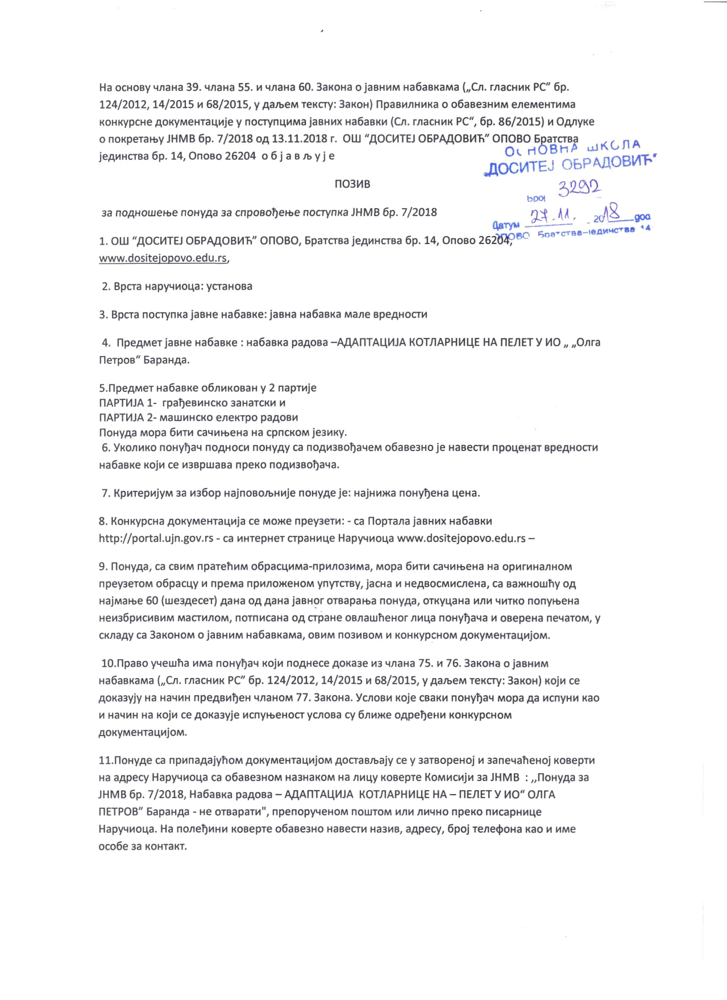 На основу члана 39. члана 55. и члана 60. Закона о јавним набавкама („Сл. гласник РС” бр.
124/2012, 14/2015 и 68/2015, у даљем тексту: Закон) Правилника о обавезним елементима
конкурсне документације у поступцима јавних набавки (Сл. гласник РС“, бр. 86/2015) и Одлуке
о покретању ЈНМВ бр. 7/2018 од 13.11.2018 г.  ОШ “ДОСИТЕЈ ОБРАДОВИЋ” ОПОВО Братства
јединства бр. 14, Опово 26204  о б ј а в љ у ј е
ОСНОВНА ШКОЛА
„ДОСИТЕЈ ОБРАДОВИЋ“
ПОЗИВ
Број 3292
за подношење понуда за спровођење поступка ЈНМВ бр. 7/2018
Датум 27.11. 2018 год
ОПОВО Братства-јединства 14
1. ОШ “ДОСИТЕЈ ОБРАДОВИЋ” ОПОВО, Братства јединства бр. 14, Опово 26204,
www.dositejopovo.edu.rs,
2. Врста наручиоца: установа
3. Врста поступка јавне набавке: јавна набавка мале вредности
4.  Предмет јавне набавке : набавка радова –АДАПТАЦИЈА КОТЛАРНИЦЕ НА ПЕЛЕТ У ИО „ „Олга
Петров“ Баранда.
5.Предмет набавке обликован у 2 партије
ПАРТИЈА 1-  грађевинско занатски и
ПАРТИЈА 2- машинско електро радови
Понуда мора бити сачињена на српском језику.
6. Уколико понуђач подноси понуду са подизвођачем обавезно је навести проценат вредности
набавке који се извршава преко подизвођача.
7. Критеријум за избор најповољније понуде је: најнижа понуђена цена.
8. Конкурсна документација се може преузети: - са Портала јавних набавки
http://portal.ujn.gov.rs - са интернет странице Наручиоца www.dositejopovo.edu.rs –
9. Понуда, са свим пратећим обрасцима-прилозима, мора бити сачињена на оригиналном
преузетом обрасцу и према приложеном упутству, јасна и недвосмислена, са важношћу од
најмање 60 (шездесет) дана од дана јавног отварања понуда, откуцана или читко попуњена
неизбрисивим мастилом, потписана од стране овлашћеног лица понуђача и оверена печатом, у
складу са Законом о јавним набавкама, овим позивом и конкурсном документацијом.
10.Право учешћа има понуђач који поднесе доказе из члана 75. и 76. Закона о јавним
набавкама („Сл. гласник РС” бр. 124/2012, 14/2015 и 68/2015, у даљем тексту: Закон) који се
доказују на начин предвиђен чланом 77. Закона. Услови које сваки понуђач мора да испуни као
и начин на који се доказује испуњеност услова су ближе одређени конкурсном
документацијом.
11.Понуде са припадајућом документацијом достављају се у затвореној и запечаћеној коверти
на адресу Наручиоца са обавезном назнаком на лицу коверте Комисији за ЈНМВ  : ,,Понуда за
ЈНМВ бр. 7/2018, Набавка радова – АДАПТАЦИЈА  КОТЛАРНИЦЕ НА – ПЕЛЕТ У ИО“ ОЛГА
ПЕТРОВ” Баранда - не отварати", препорученом поштом или лично преко писарнице
Наручиоца. На полеђини коверте обавезно навести назив, адресу, број телефона као и име
особе за контакт.